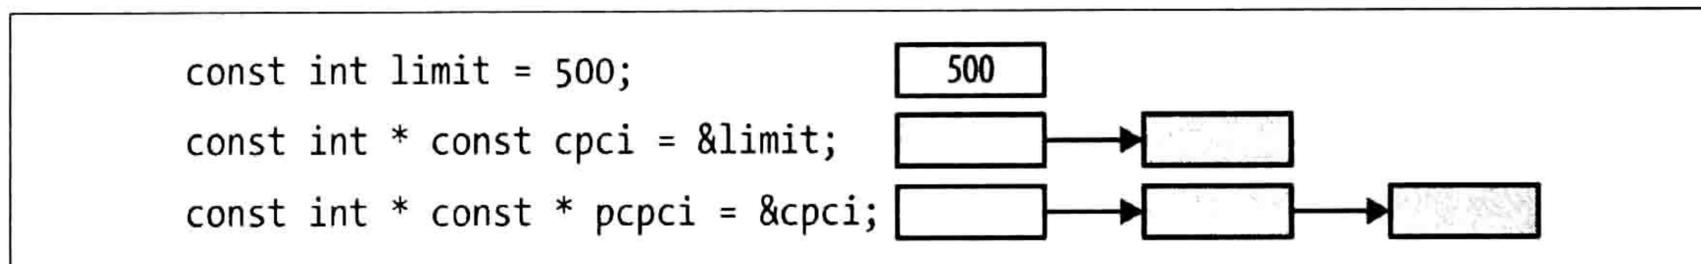 const int limit = 500; 500
const int * const cpci = &limit;
const int * const * pcpci = &cpci;